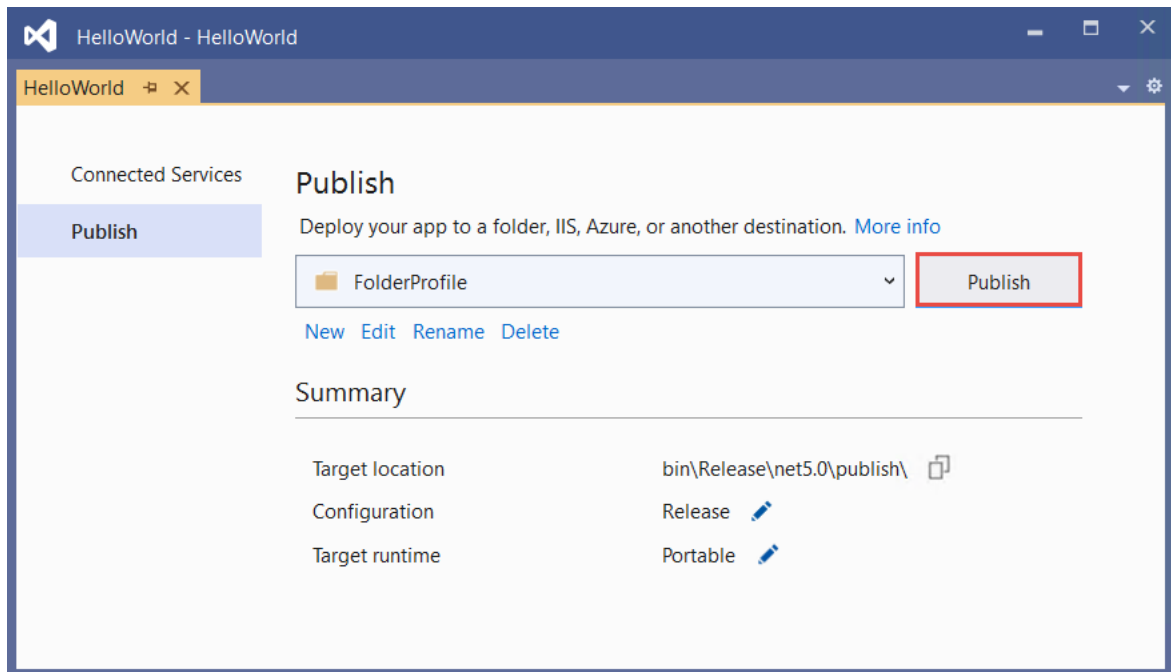 HelloWorld - HelloWorld
HelloWorld
Connected Services
Publish
Publish
Deploy your app to a folder, IIS, Azure, or another destination. More info
FolderProfile
Publish
New Edit Rename Delete
Summary
Target location bin\Release\net5.0\publish\
Configuration Release
Target runtime Portable